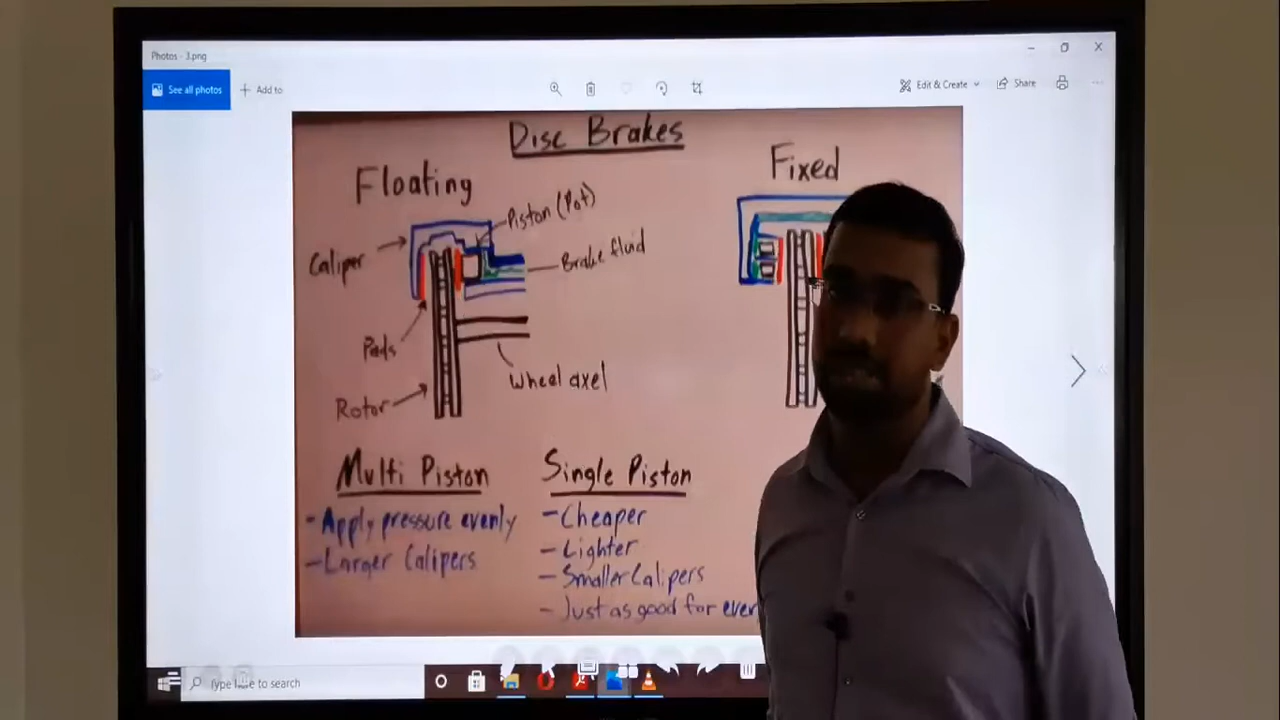 Photos - 3.png
See all photos
Add to
Edit & Create
Share
Disc Brakes
Floating
Fixed
Piston (Pot)
Caliper
Brake fluid
Pads
Wheel axel
Rotor
Multi Piston
- Apply pressure evenly
- Larger Calipers
Single Piston
- Cheaper
- Lighter
- Smaller Calipers
- Just as good for ever
Type here to search